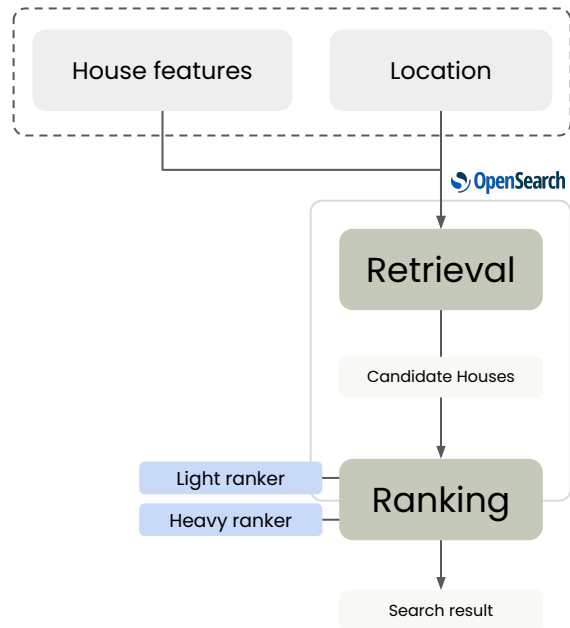 House features
Location
OpenSearch
Retrieval
Candidate Houses
Light ranker
Ranking
Heavy ranker
Search result